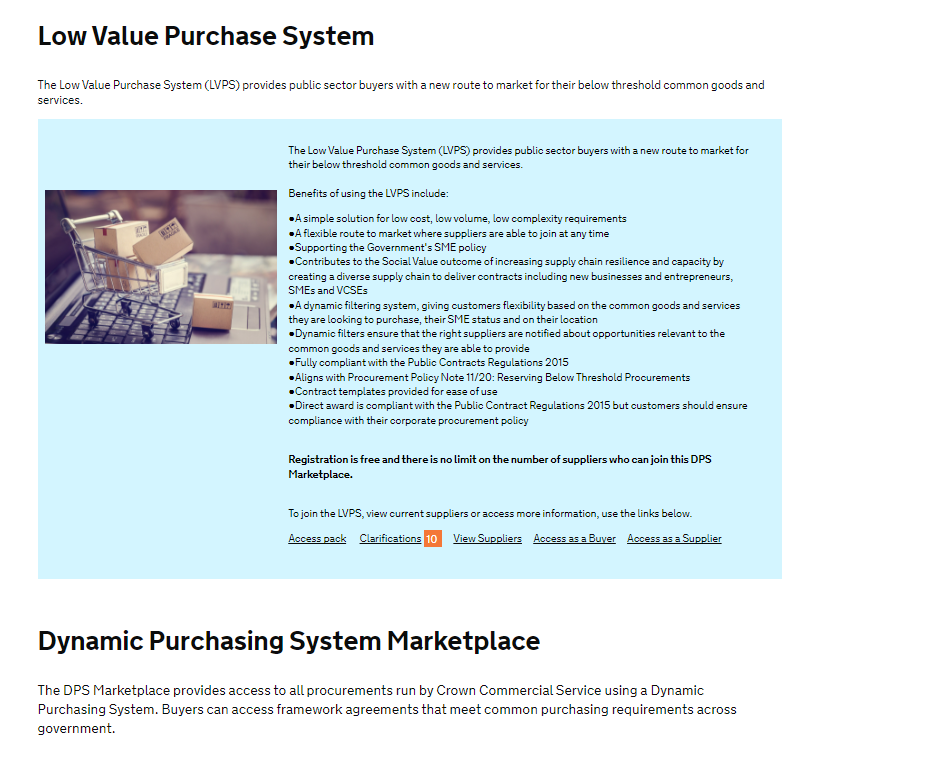 Low Value Purchase System
The Low Value Purchase System (LVPS) provides public sector buyers with a new route to market for their below threshold common goods and
services.
The Low Value Purchase System (LVPS) provides public sector buyers with a new route to market for
their below threshold common goods and services.
Benefits of using the LVPS include:
●A simple solution for low cost, low volume, low complexity requirements
●A flexible route to market where suppliers are able to join at any time
●Supporting the Government's SME policy
●Contributes to the Social Value outcome of increasing supply chain resilience and capacity by
creating a diverse supply chain to deliver contracts including new businesses and entrepreneurs,
SMEs and VCSEs
●A dynamic filtering system, giving customers flexibility based on the common goods and services
they are looking to purchase, their SME status and on their location
●Dynamic filters ensure that the right suppliers are notified about opportunities relevant to the
common goods and services they are able to provide
●Fully compliant with the Public Contracts Regulations 2015
●Aligns with Procurement Policy Note 11/20: Reserving Below Threshold Procurements
●Contract templates provided for ease of use
●Direct award is compliant with the Public Contract Regulations 2015 but customers should ensure
compliance with their corporate procurement policy
Registration is free and there is no limit on the number of suppliers who can join this DPS
Marketplace.
To join the LVPS, view current suppliers or access more information, use the links below.
Access pack Clarifications 10 View Suppliers Access as a Buyer Access as a Supplier
Dynamic Purchasing System Marketplace
The DPS Marketplace provides access to all procurements run by Crown Commercial Service using a Dynamic
Purchasing System. Buyers can access framework agreements that meet common purchasing requirements across
government.